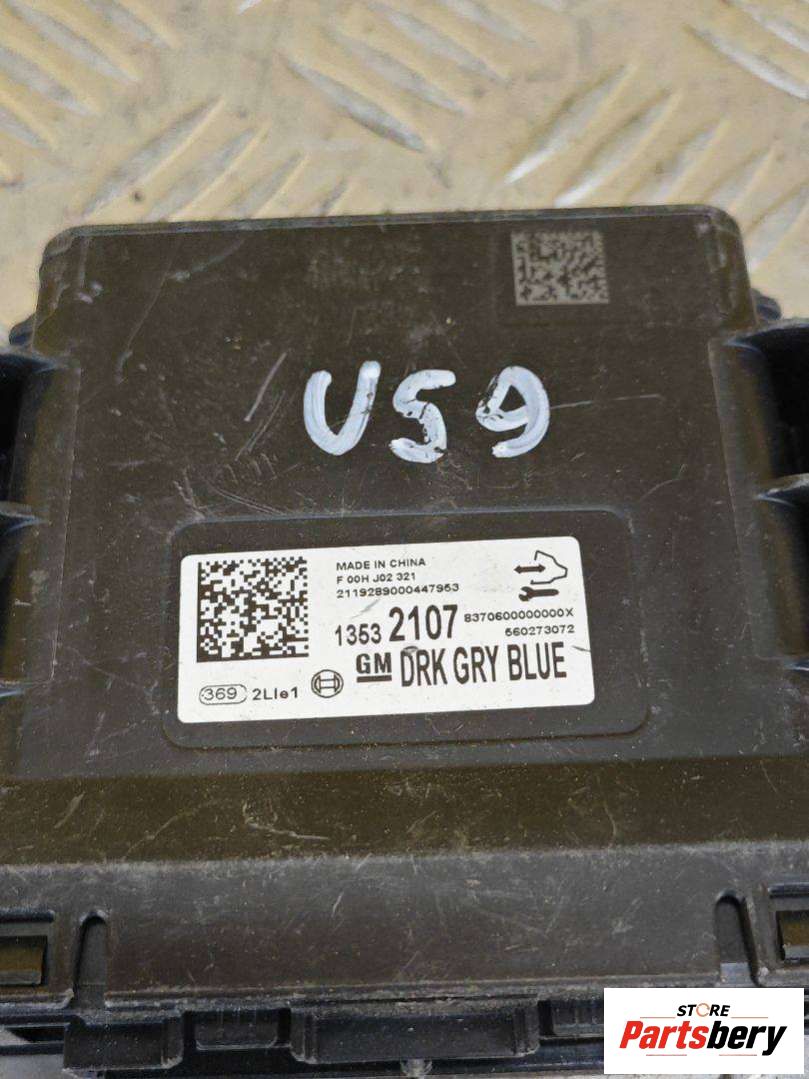 U59
MADE IN CHINA
F 00H J02 321
2119289000447953
1353 2107 8370600000000X
560273072
GM DRK GRY BLUE
369 2LIe1
STORE
Partsbery